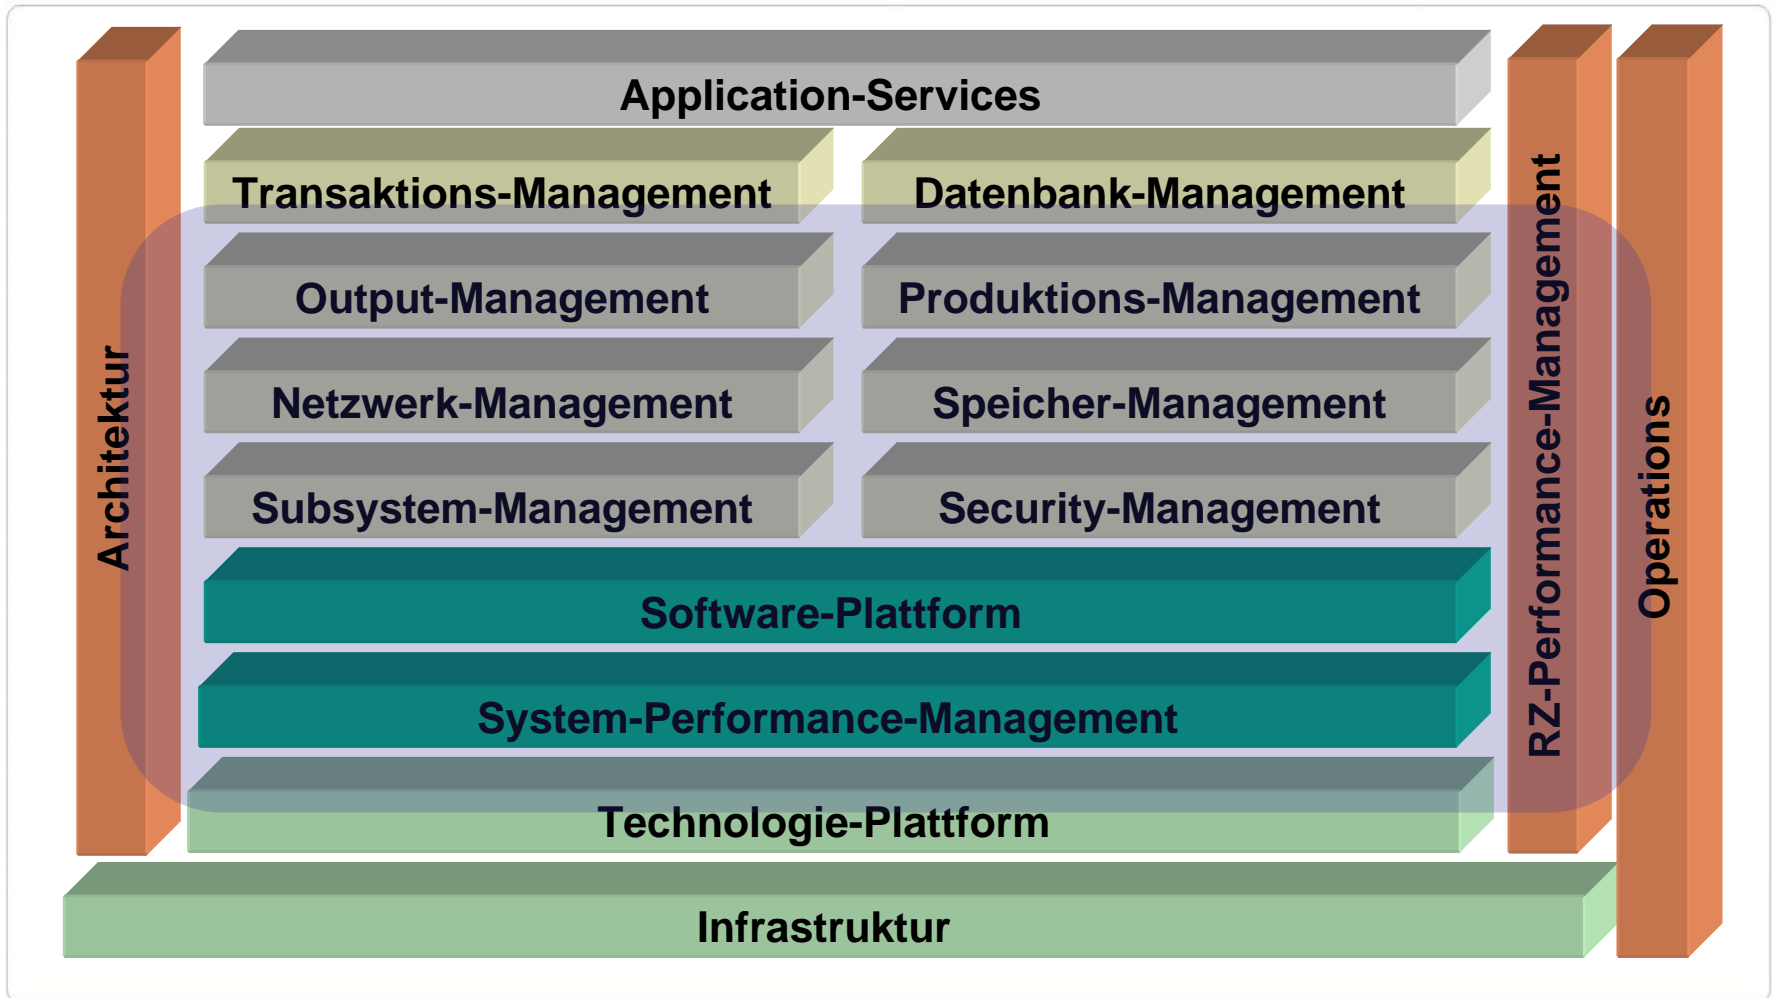 Application-Services
Transaktions-Management
Datenbank-Management
Output-Management
Produktions-Management
Netzwerk-Management
Speicher-Management
Subsystem-Management
Security-Management
Software-Plattform
System-Performance-Management
Technologie-Plattform
Infrastruktur
Architektur
RZ-Performance-Management
Operations